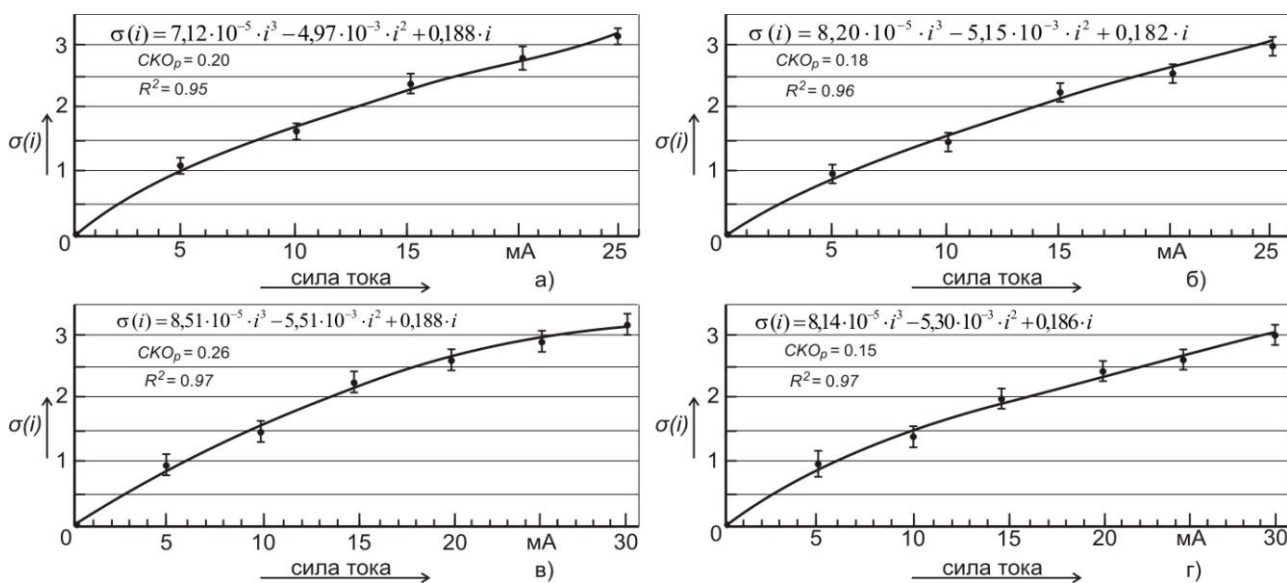 σ(i) = 7,12·10⁻⁵·i³ −4,97·10⁻³·i² +0,188·i
CKOₚ = 0.20
R² = 0.95
3
2
1
0
σ(i)
5 10 15 мА 25
сила тока
а)
σ (i) = 8,20·10⁻⁵·i³ −5,15·10⁻³·i² + 0,182·i
CKOₚ = 0.18
R² = 0.96
3
2
1
0
σ(i)
5 10 15 мА 25
сила тока
б)
σ(i) = 8,51·10⁻⁵·i³ −5,51·10⁻³·i² +0,188·i
CKOₚ = 0.26
R² = 0.97
3
2
1
0
σ(i)
5 10 15 20 мА 30
сила тока
в)
σ(i) = 8,14·10⁻⁵·i³ −5,30·10⁻³·i² +0,186·i
CKOₚ = 0.15
R² = 0.97
3
2
1
0
σ(i)
5 10 15 20 мА 30
сила тока
г)